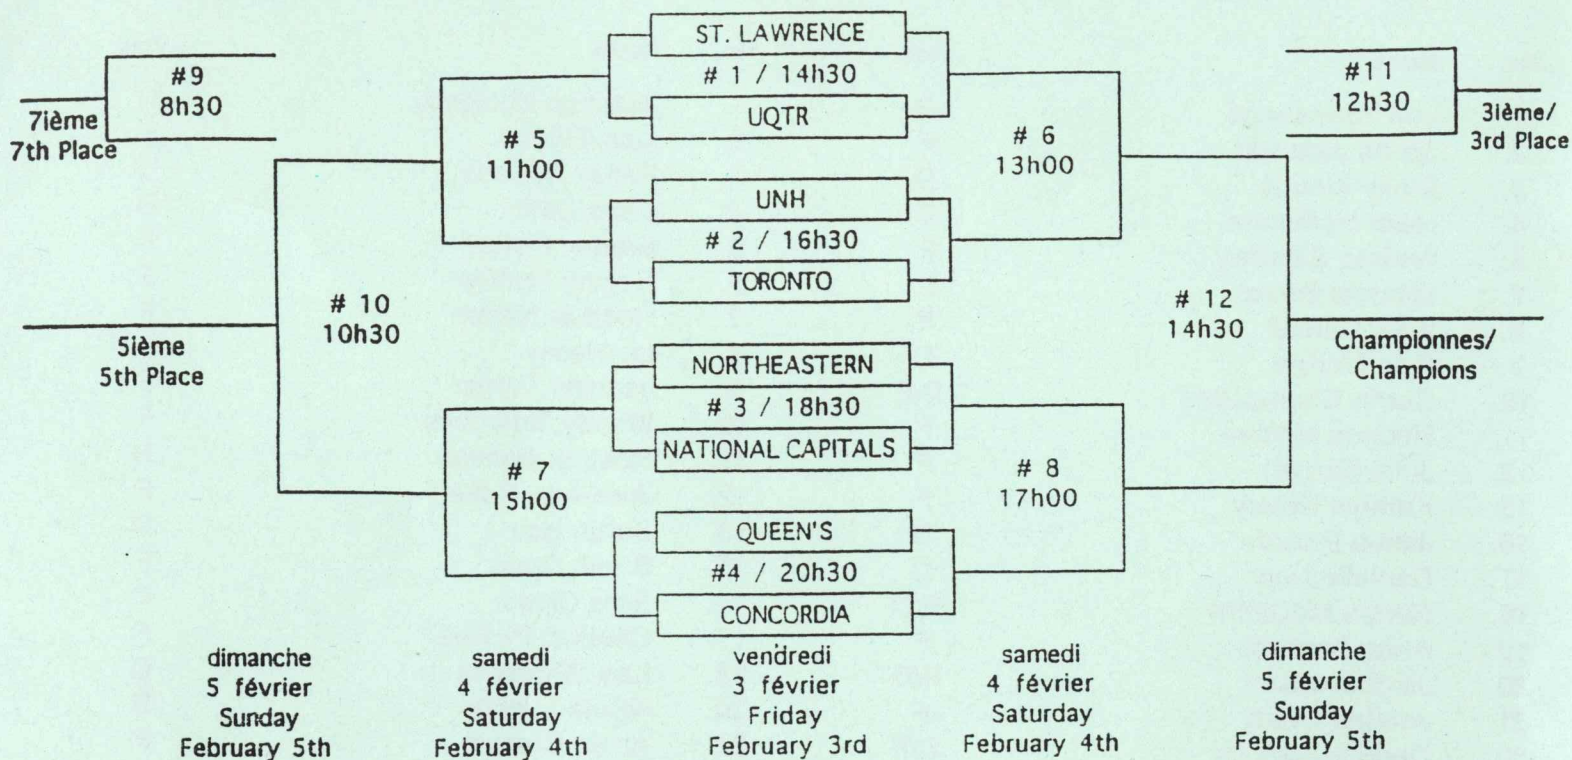 #9
8h30
7ième
7th Place
# 5
11h00
# 10
10h30
5ième
5th Place
# 7
15h00
ST. LAWRENCE
# 1 / 14h30
UQTR
UNH
# 2 / 16h30
TORONTO
NORTHEASTERN
# 3 / 18h30
NATIONAL CAPITALS
QUEEN'S
#4 / 20h30
CONCORDIA
# 6
13h00
# 8
17h00
#11
12h30
3ième/
3rd Place
# 12
14h30
Championnes/
Champions
dimanche
5 février
Sunday
February 5th
samedi
4 février
Saturday
February 4th
vendredi
3 février
Friday
February 3rd
samedi
4 février
Saturday
February 4th
dimanche
5 février
Sunday
February 5th